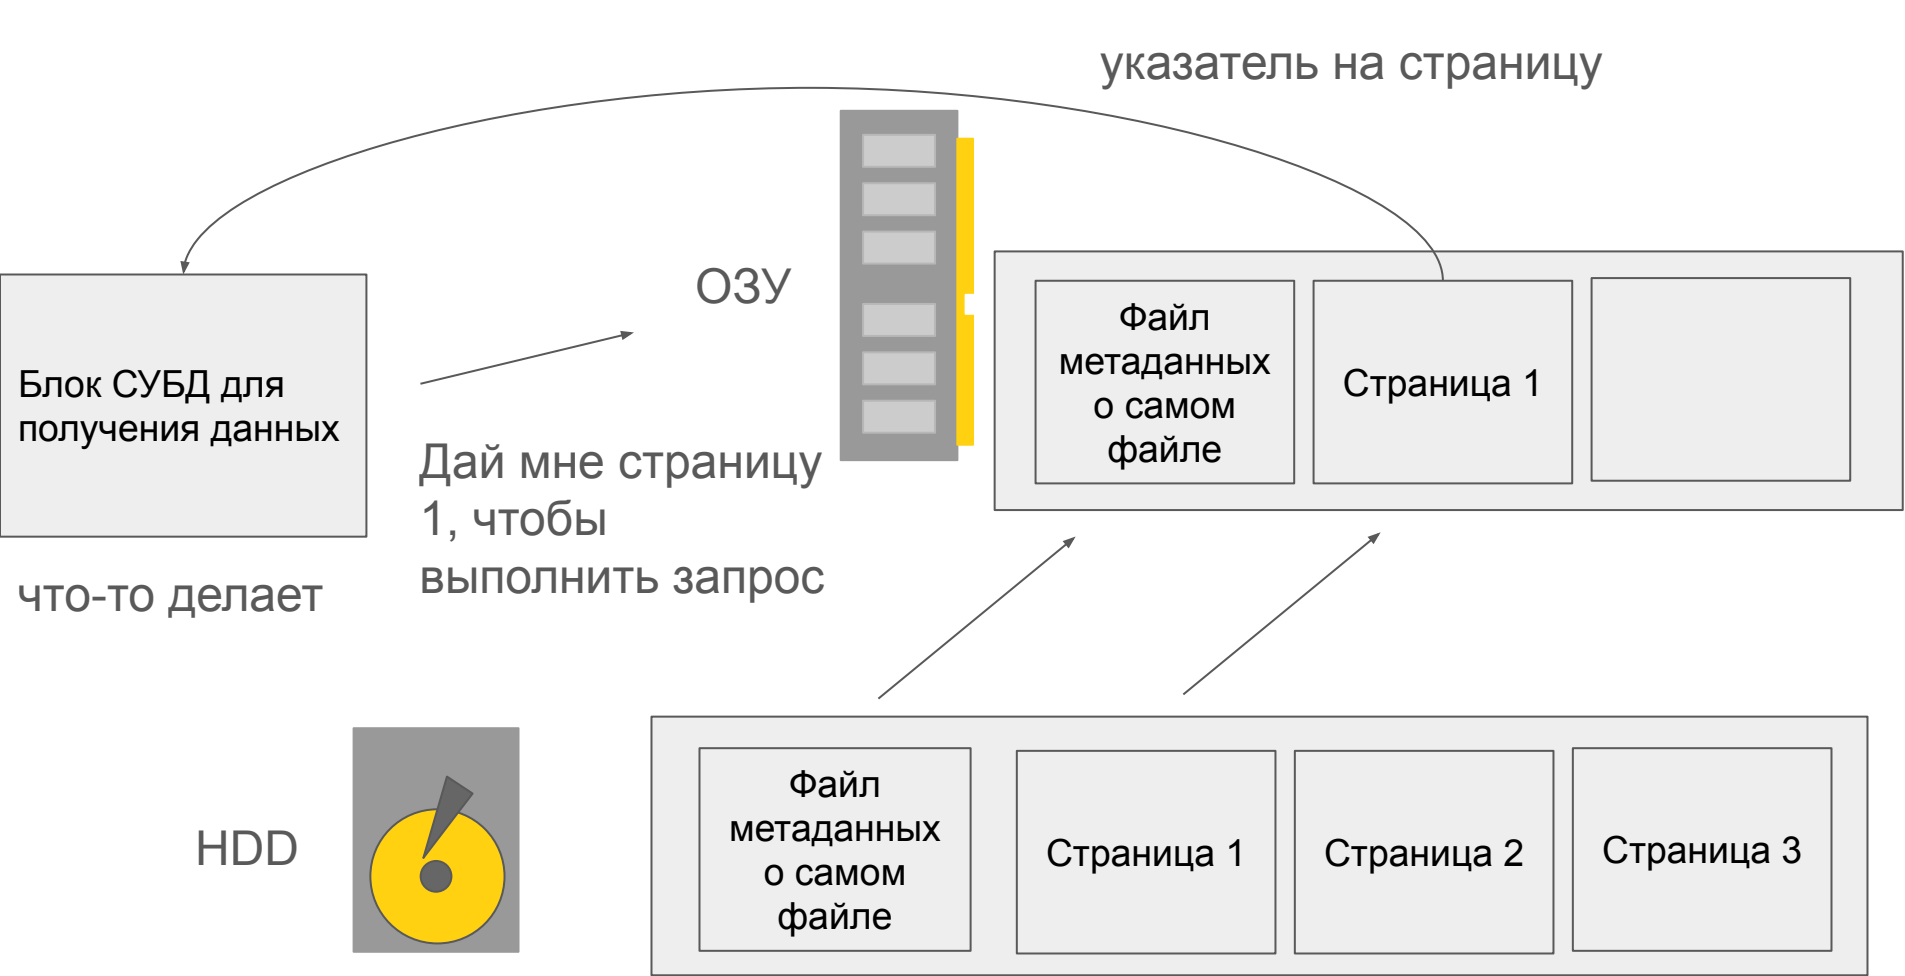 указатель на страницу
ОЗУ
Файл
метаданных
о самом
файле
Страница 1
Блок СУБД для
получения данных
Дай мне страницу
1, чтобы
выполнить запрос
что-то делает
HDD
Файл
метаданных
о самом
файле
Страница 1
Страница 2
Страница 3